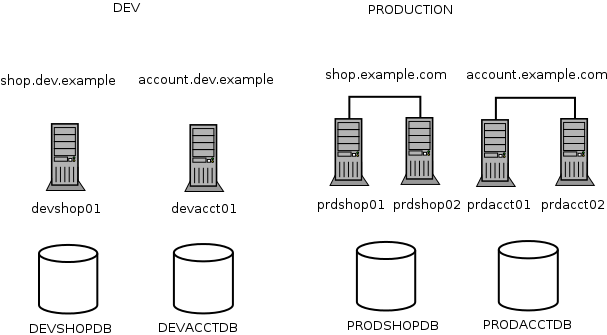 DEV
PRODUCTION
shop.dev.example
account.dev.example
shop.example.com
account.example.com
devshop01
devacct01
prdshop01
prdshop02
prdacct01
prdacct02
DEVSHOPDB
DEVACCTDB
PRODSHOPDB
PRODACCTDB